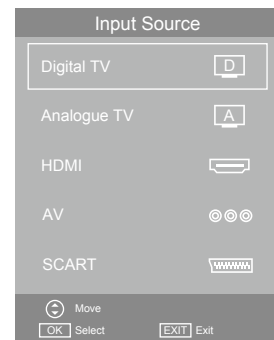 Input Source
Digital TV D
Analogue TV A
HDMI
AV
SCART
Move
OK Select EXIT Exit